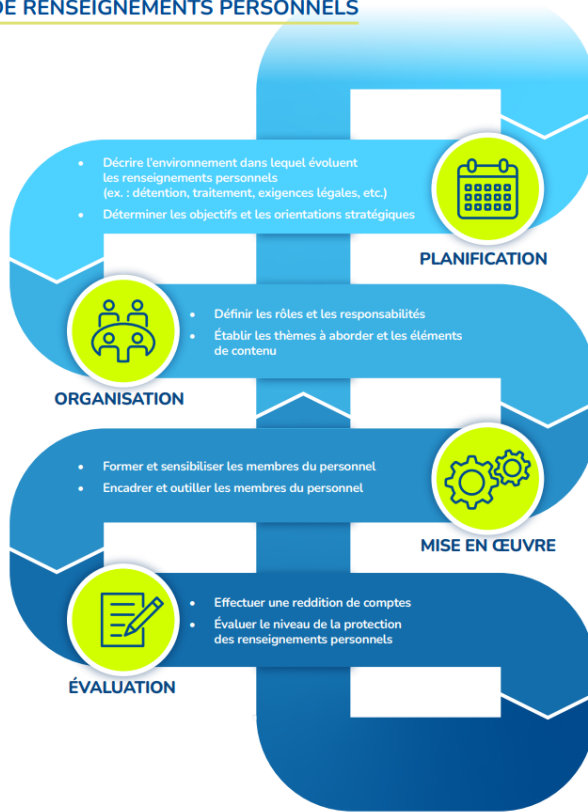 DE RENSEIGNEMENTS PERSONNELS
• Décrire l'environnement dans lequel évoluent
les renseignements personnels
(ex. : détention, traitement, exigences légales, etc.)
• Déterminer les objectifs et les orientations stratégiques
PLANIFICATION
• Définir les rôles et les responsabilités
• Établir les thèmes à aborder et les éléments
de contenu
ORGANISATION
• Former et sensibiliser les membres du personnel
• Encadrer et outiller les membres du personnel
MISE EN ŒUVRE
• Effectuer une reddition de comptes
• Évaluer le niveau de la protection
des renseignements personnels
ÉVALUATION